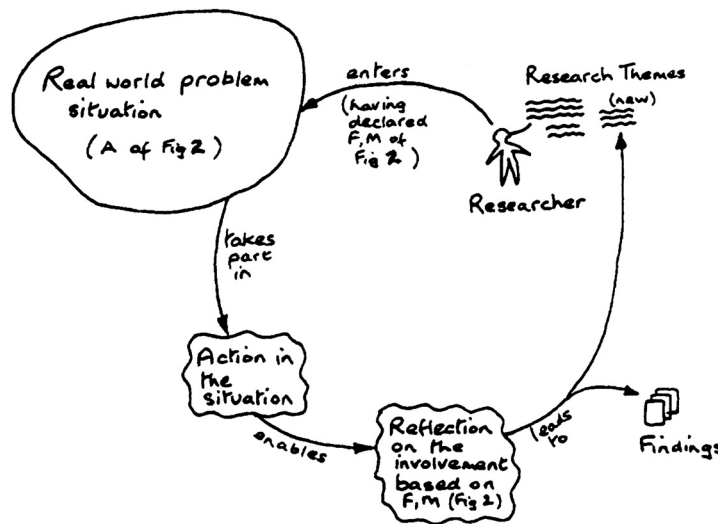 Real world problem
situation
(A of Fig 2)
enters
(having
declared
F, M of
Fig 2)
Research Themes
(new)
Researcher
takes
part
in
Action in
the
situation
enables
Reflection
on the
involvement
based on
F, M (Fig 2)
leads
to
Findings